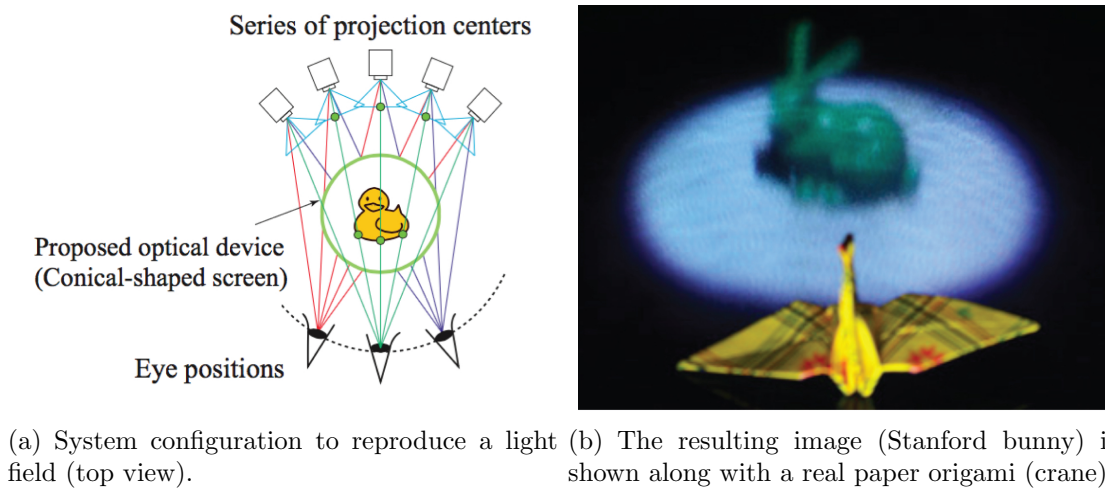 Series of projection centers
Proposed optical device
(Conical-shaped screen)
Eye positions
(a) System configuration to reproduce a light
field (top view).
(b) The resulting image (Stanford bunny) i
shown along with a real paper origami (crane)